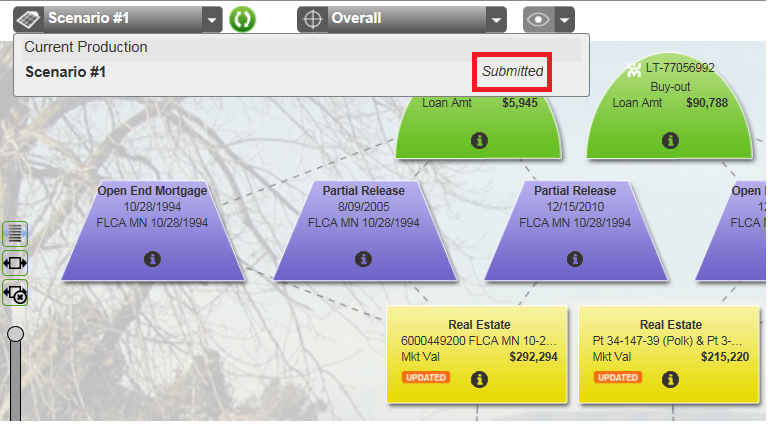 Scenario #1
Overall
Current Production
Scenario #1 Submitted
Loan Amt $5,945
LT-77056992
Buy-out
Loan Amt $90,788
Open End Mortgage
10/28/1994
FLCA MN 10/28/1994
Partial Release
8/09/2005
FLCA MN 10/28/1994
Partial Release
12/15/2010
FLCA MN 10/28/1994
Open
12
FLCA M
Real Estate
6000449200 FLCA MN 10-2...
Mkt Val $292,294
UPDATED
Real Estate
Pt 34-147-39 (Polk) & Pt 3-...
Mkt Val $215,220
UPDATED